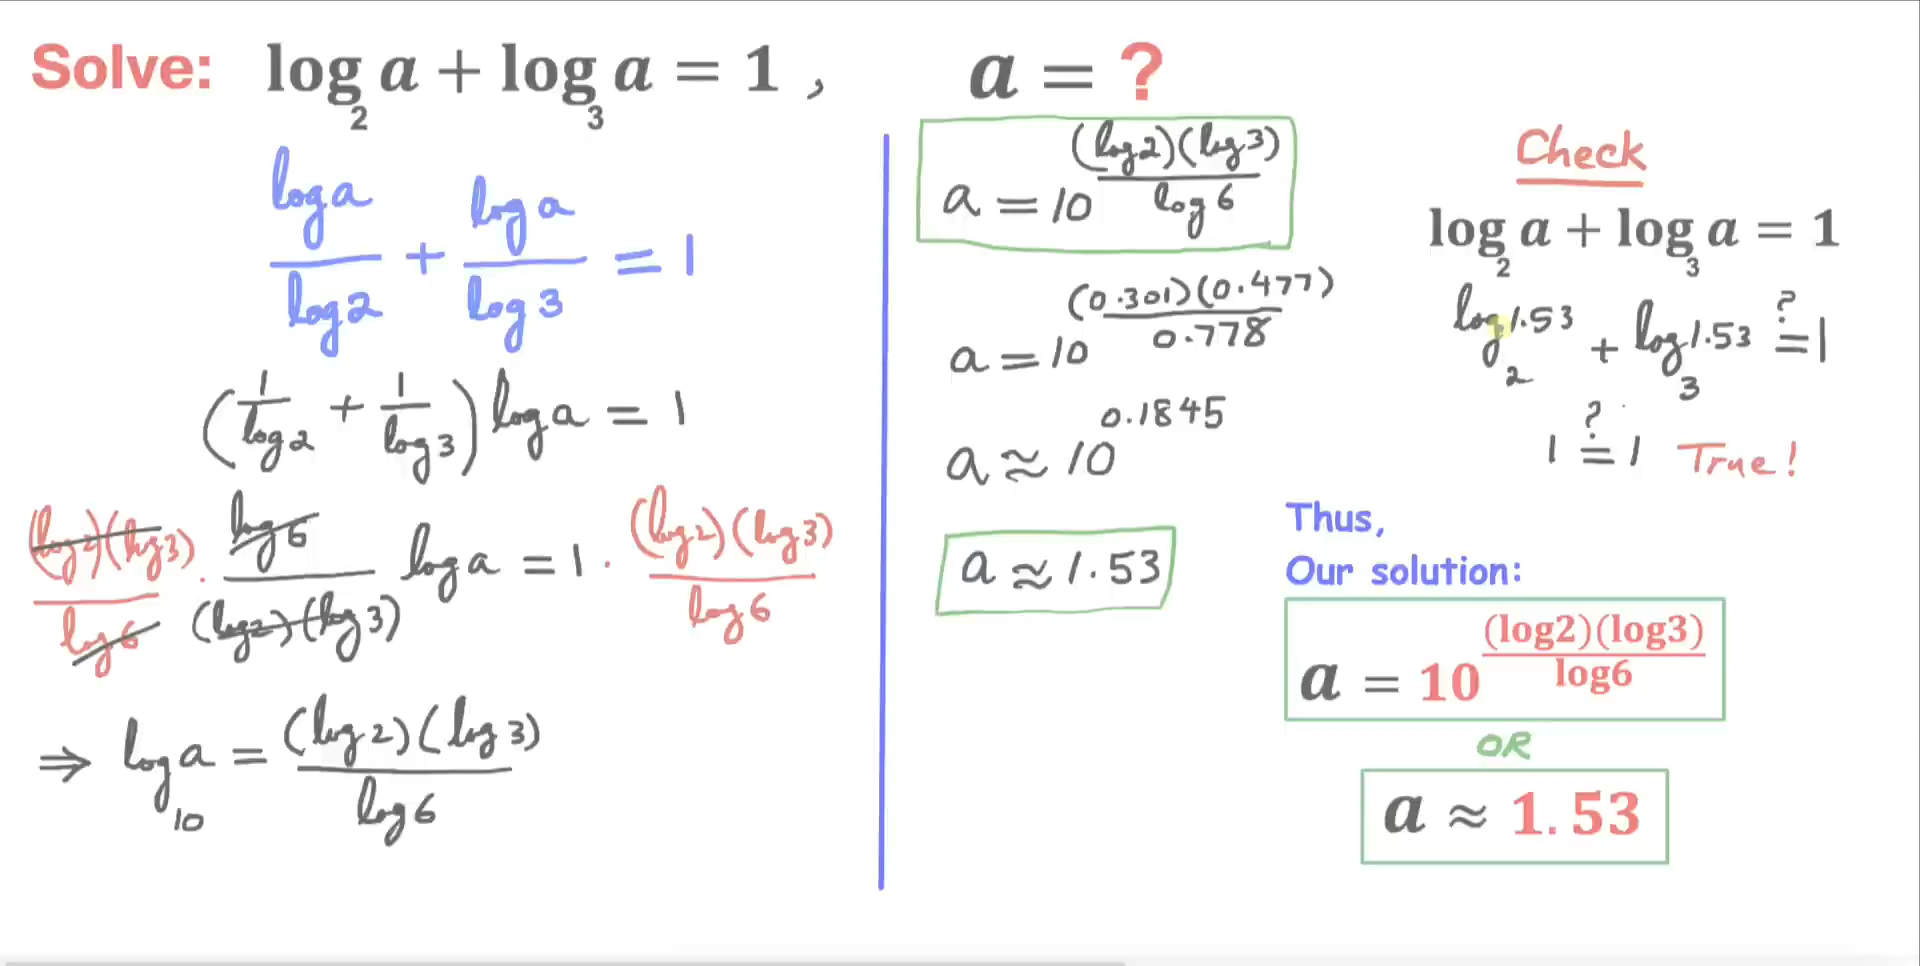 Solve: log₂ a + log₃ a = 1 , a = ?
log a / log 2 + log a / log 3 = 1
(1 / log 2 + 1 / log 3) log a = 1
(log 2)(log 3) / log 6 · log 6 / (log 2)(log 3) log a = 1 · (log 2)(log 3) / log 6
⇒ log₁₀ a = (log 2)(log 3) / log 6
a = 10^((log 2)(log 3) / log 6)
a = 10^((0.301)(0.477) / 0.778)
a ≈ 10^0.1845
a ≈ 1.53
Check
log₂ a + log₃ a = 1
log₂ 1.53 + log₃ 1.53 =? 1
1 =? 1 True!
Thus,
Our solution:
a = 10^((log2)(log3) / log6)
OR
a ≈ 1.53